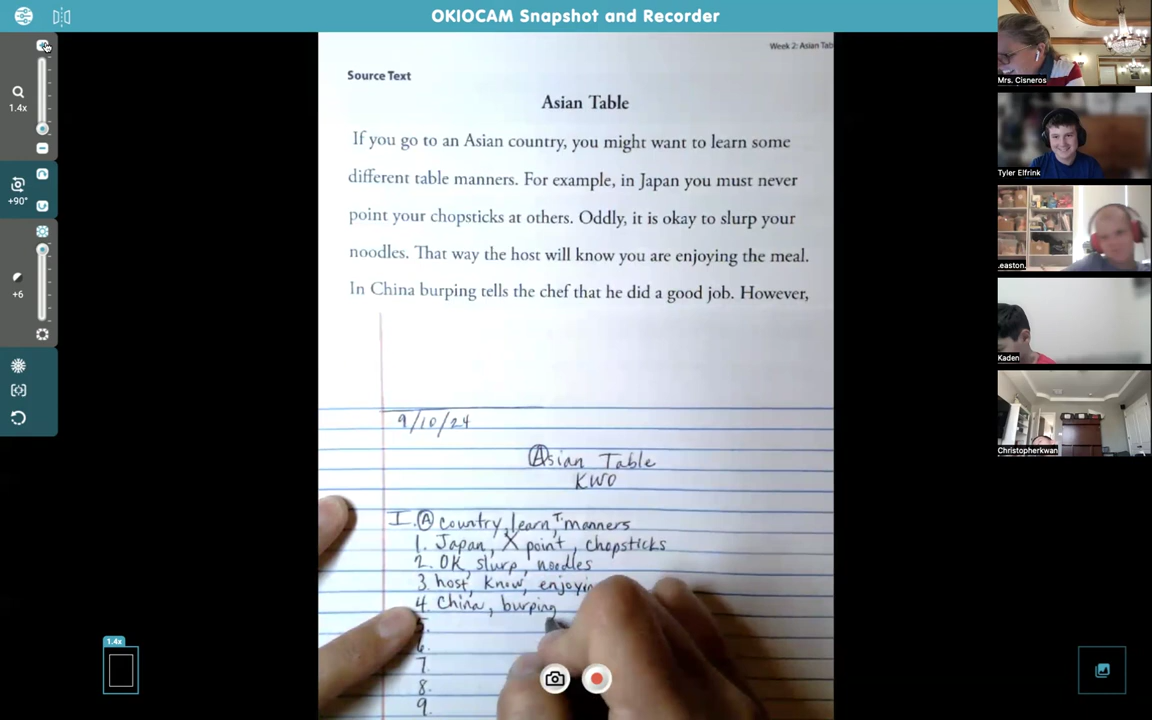 OKIOCAM Snapshot and Recorder
1.4x
+90°
+6
1.4x
Week 2: Asian Tab
Source Text
Asian Table
If you go to an Asian country, you might want to learn some
different table manners. For example, in Japan you must never
point your chopsticks at others. Oddly, it is okay to slurp your
noodles. That way the host will know you are enjoying the meal.
In China burping tells the chef that he did a good job. However,
9/10/24
Asian Table
KWO
I. A country, learn, T. manners
1. Japan, X point, chopsticks
2. OK, slurp, noodles
3. host, know, enjoyin
4. China, burping
5.
6.
7.
8.
9.
Mrs. Cisneros
Tyler Elfrink
easton
Kaden
Christopherkwan